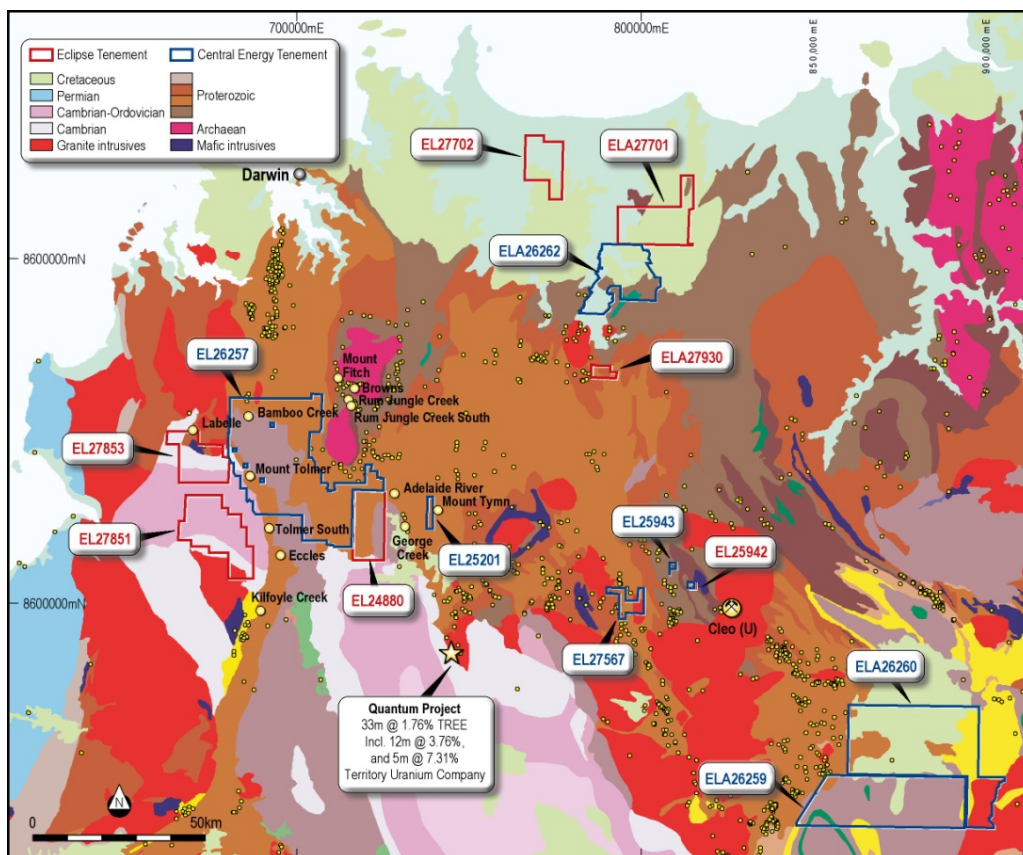 700000mE
800000mE
850,000 mE
900,000 mE
Eclipse Tenement
Central Energy Tenement
Cretaceous
Permian
Cambrian-Ordovician
Cambrian
Granite intrusives
Proterozoic
Archaean
Mafic intrusives
EL27702
ELA27701
Darwin
ELA26262
8600000mN
EL26257
ELA27930
Mount
Fitch
Browns
Rum Jungle Creek
Rum Jungle Creek South
Bamboo Creek
Labelle
EL27853
Mount Tolmer
Adelaide River
Mount Tymn
EL27851
Tolmer South
George
Creek
EL25943
EL25942
Eccles
EL25201
EL24880
Kilfoyle Creek
8600000mN
Cleo (U)
EL27567
ELA26260
Quantum Project
33m @ 1.76% TREE
Incl. 12m @ 3.76%,
and 5m @ 7.31%
Territory Uranium Company
ELA26259
N
0
50km